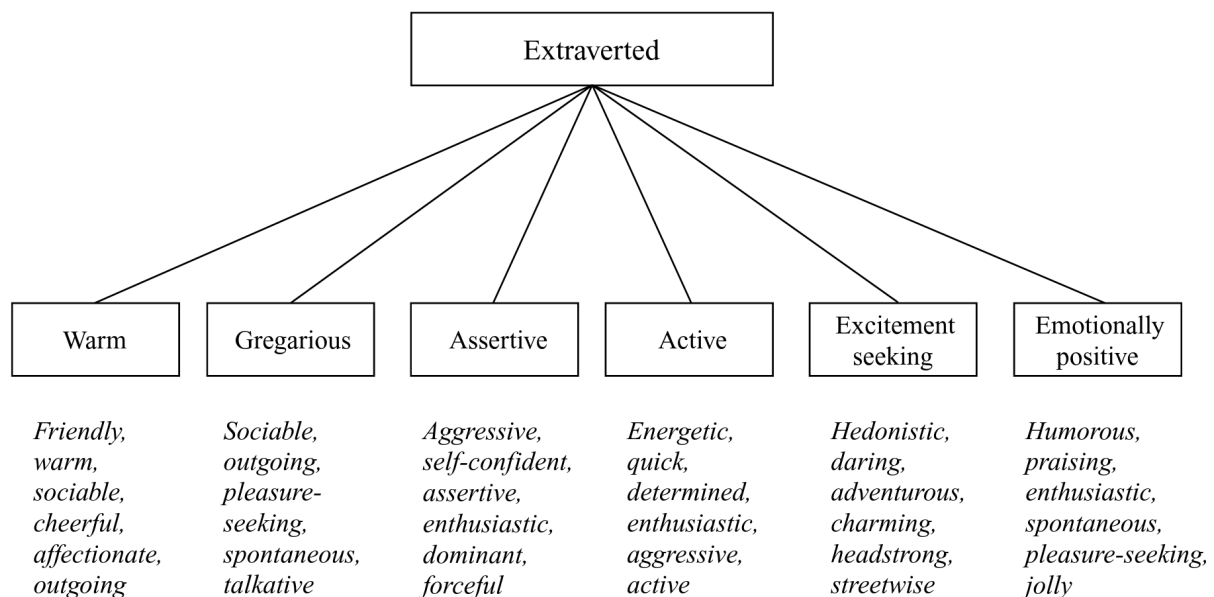 Extraverted
Warm
Gregarious
Assertive
Active
Excitement
seeking
Emotionally
positive
Friendly,
warm,
sociable,
cheerful,
affectionate,
outgoing
Sociable,
outgoing,
pleasure-
seeking,
spontaneous,
talkative
Aggressive,
self-confident,
assertive,
enthusiastic,
dominant,
forceful
Energetic,
quick,
determined,
enthusiastic,
aggressive,
active
Hedonistic,
daring,
adventurous,
charming,
headstrong,
streetwise
Humorous,
praising,
enthusiastic,
spontaneous,
pleasure-seeking,
jolly